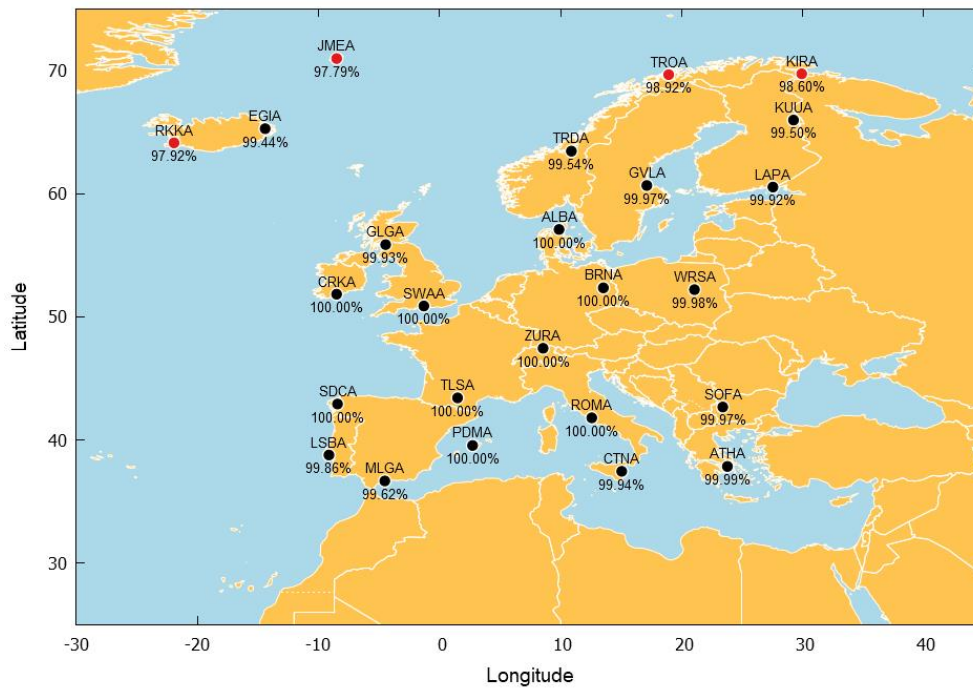 70
60
50
40
30
Latitude
JMEA
97.79%
TROA
98.92%
KIRA
98.60%
KUUA
99.50%
EGIA
99.44%
RKKA
97.92%
TRDA
99.54%
GVLA
99.97%
LAPA
99.92%
ALBA
100.00%
GLGA
99.93%
CRKA
100.00%
SWAA
100.00%
BRNA
100.00%
WRSA
99.98%
ZURA
100.00%
SDCA
100.00%
TLSA
100.00%
ROMA
100.00%
SOFA
99.97%
LSBA
99.86%
PDMA
100.00%
MLGA
99.62%
CTNA
99.94%
ATHA
99.99%
-30
-20
-10
0
10
20
30
40
Longitude